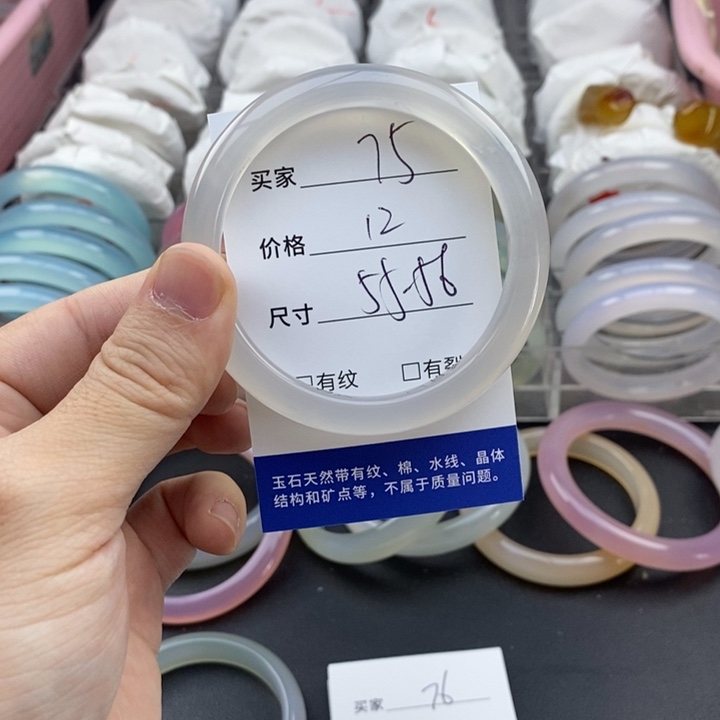 买家 75
价格 12
尺寸 55-56
□有纹 □有裂
玉石天然带有纹、棉、水线、晶体
结构和矿点等，不属于质量问题。
买家 76